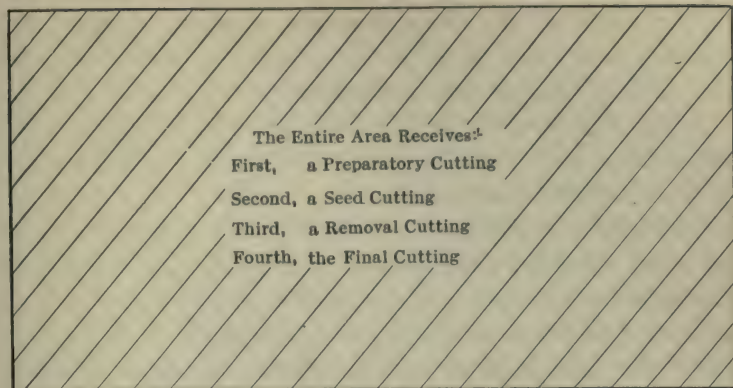 The Entire Area Receives:-
First, a Preparatory Cutting
Second, a Seed Cutting
Third, a Removal Cutting
Fourth, the Final Cutting